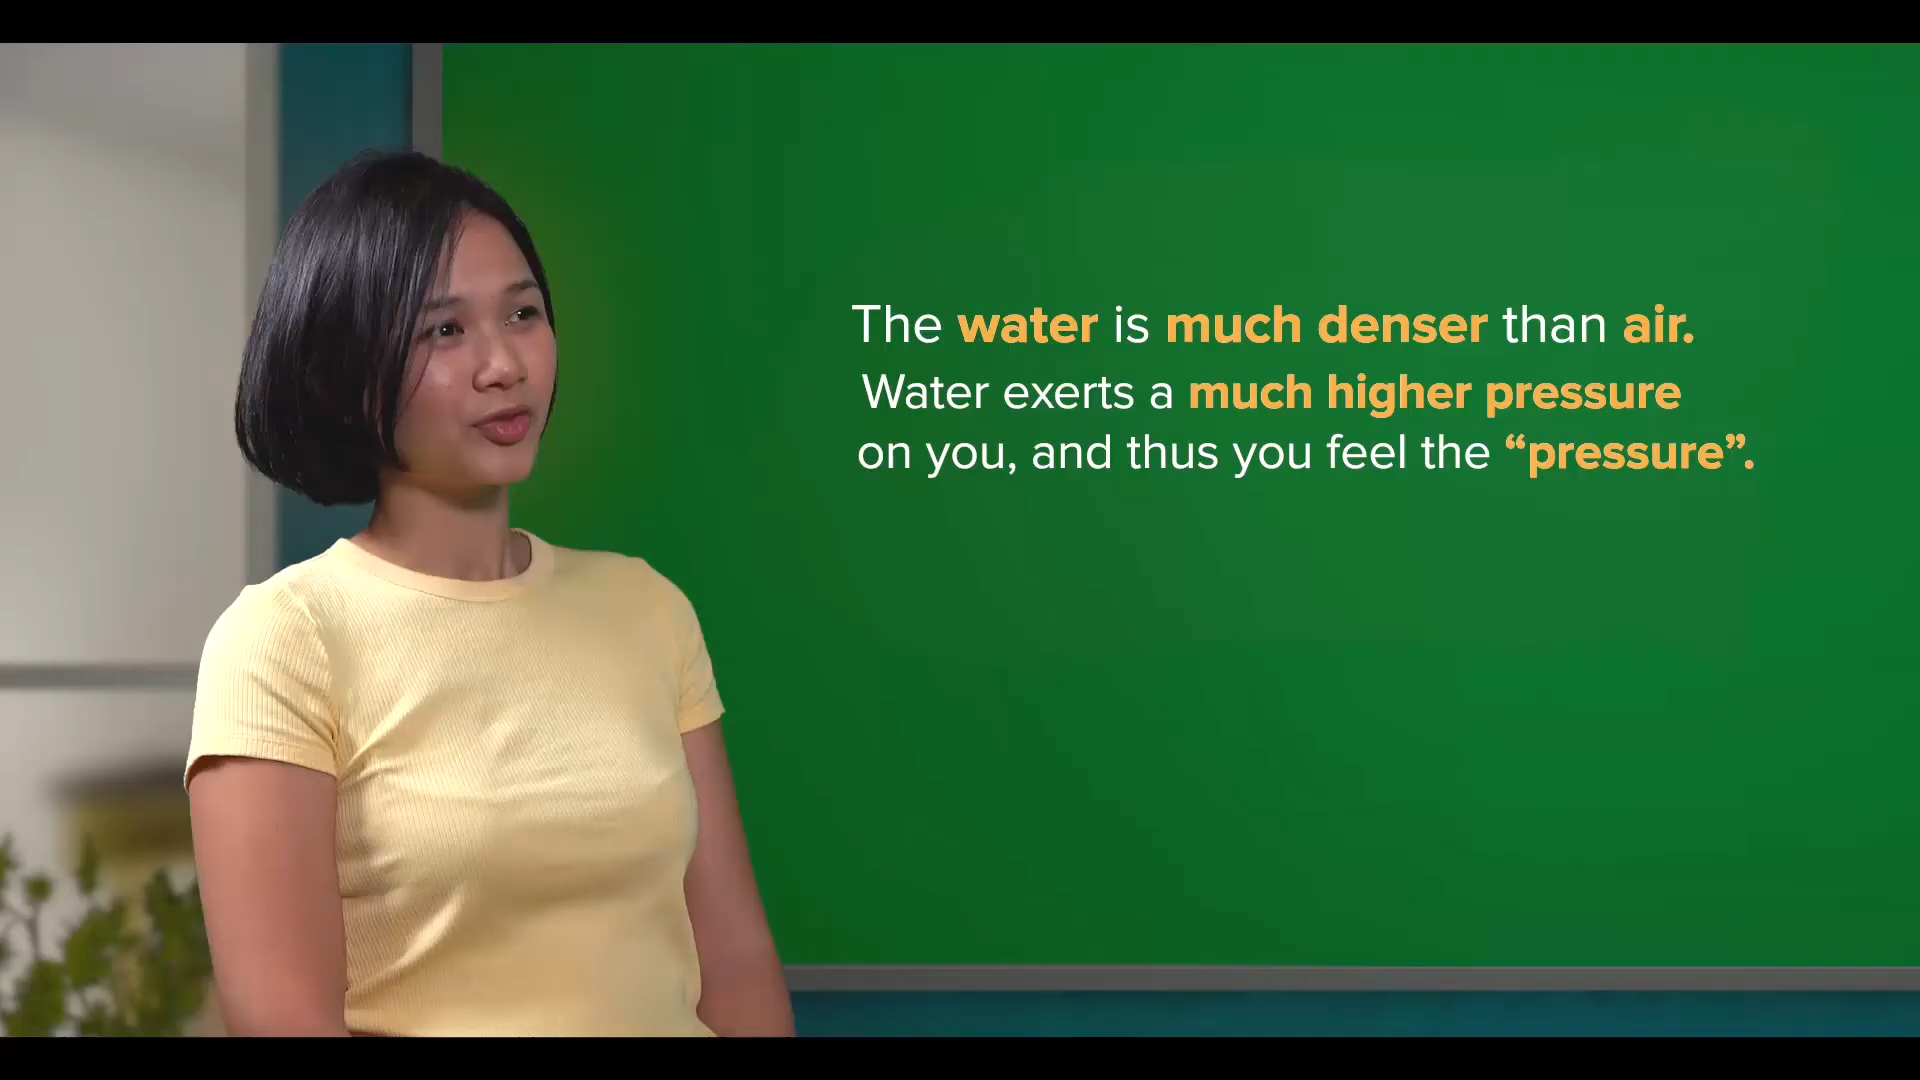 The water is much denser than air.
Water exerts a much higher pressure
on you, and thus you feel the “pressure”.